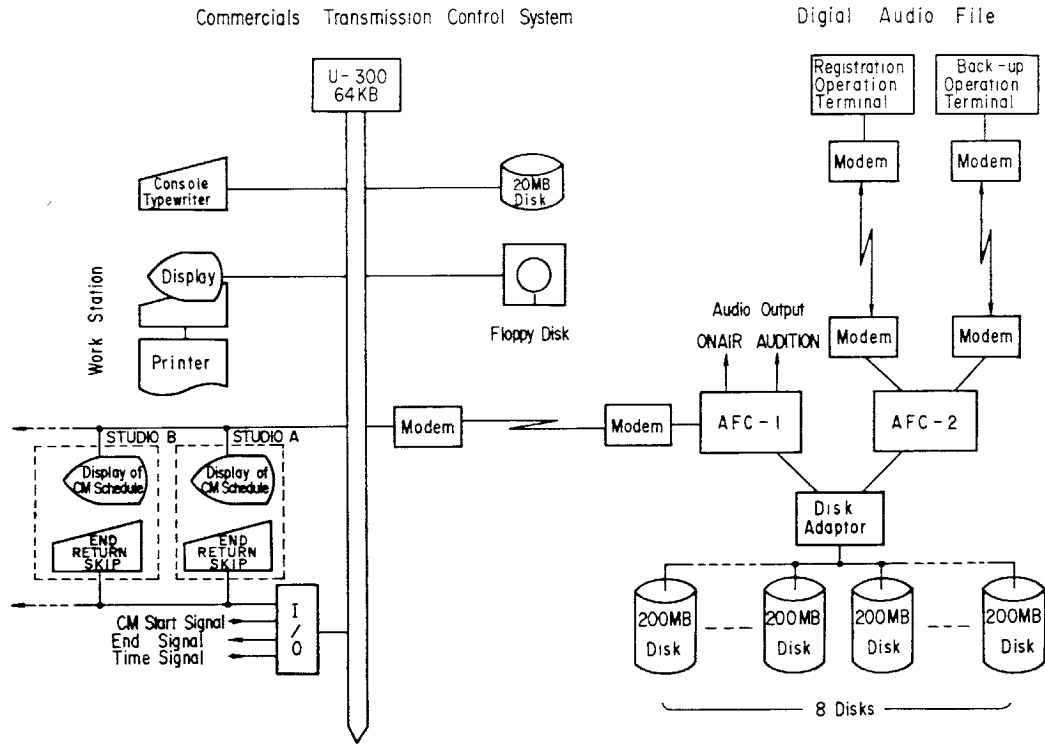 Commercials Transmission Control System
Digial Audio File
U-300
64KB
Registration
Operation
Terminal
Back-up
Operation
Terminal
Modem
Modem
Console
Typewriter
20MB
Disk
Work Station
Display
Printer
Floppy Disk
Audio Output
ONAIR AUDITION
Modem
Modem
Modem
Modem
AFC-1
AFC-2
STUDIO B
STUDIO A
Display of
CM Schedule
Display of
CM Schedule
END
RETURN
SKIP
END
RETURN
SKIP
Disk
Adaptor
I/O
CM Start Signal
End Signal
Time Signal
200MB
Disk
200MB
Disk
200MB
Disk
200MB
Disk
8 Disks